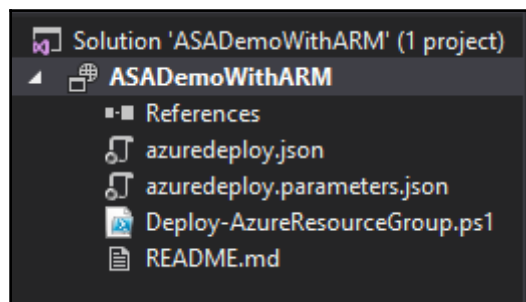 Solution 'ASADemoWithARM' (1 project)
ASADemoWithARM
References
azuredeploy.json
azuredeploy.parameters.json
Deploy-AzureResourceGroup.ps1
README.md